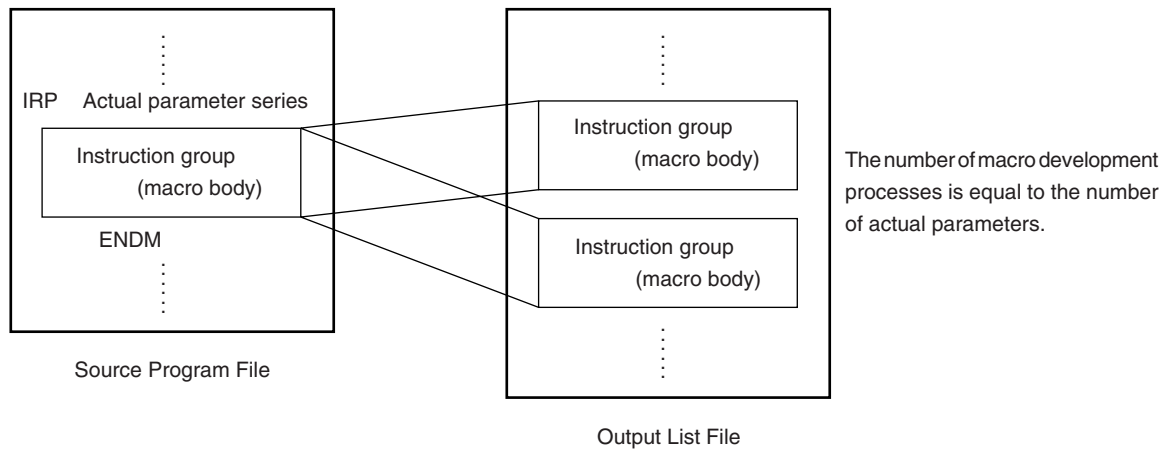 IRP Actual parameter series
Instruction group
(macro body)
ENDM
Source Program File
Instruction group
(macro body)
Instruction group
(macro body)
Output List File
The number of macro development
processes is equal to the number
of actual parameters.